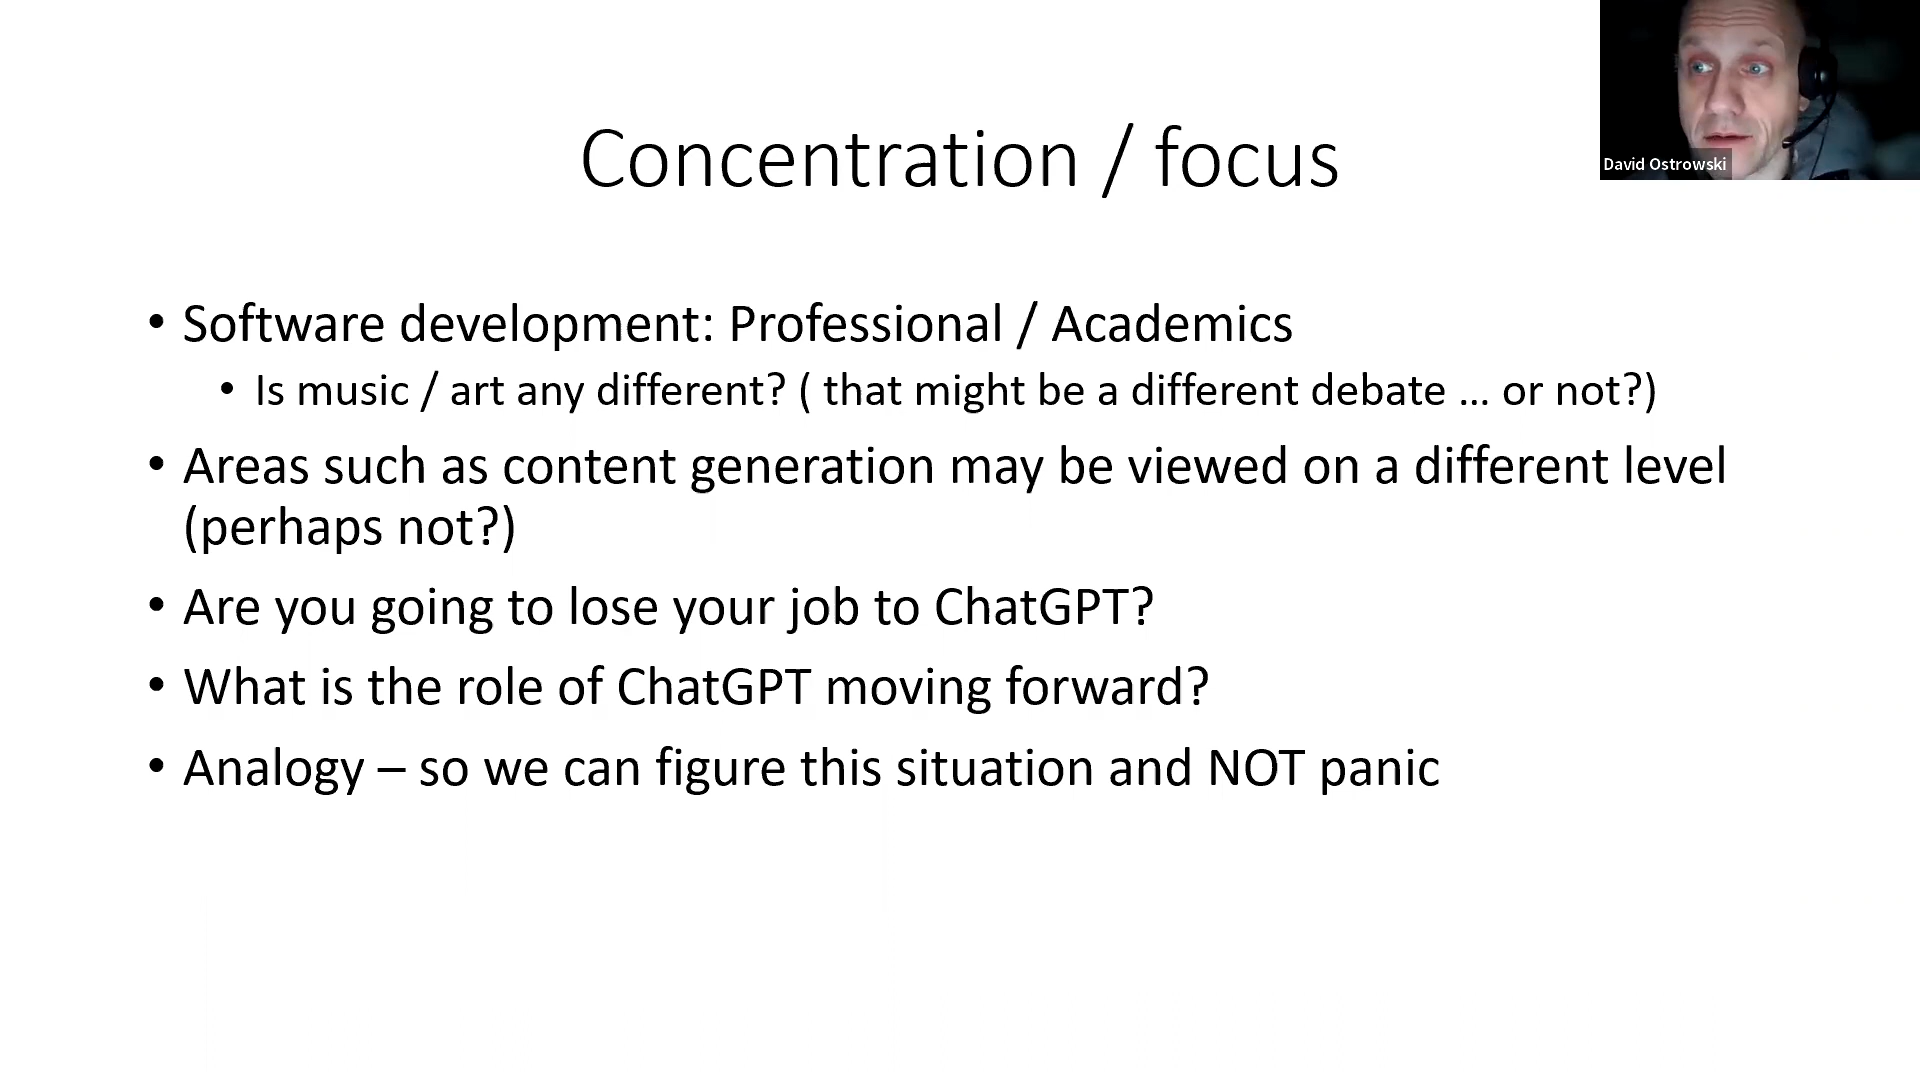 Concentration / focus
David Ostrowski
• Software development: Professional / Academics
• Is music / art any different? ( that might be a different debate … or not?)
• Areas such as content generation may be viewed on a different level
(perhaps not?)
• Are you going to lose your job to ChatGPT?
• What is the role of ChatGPT moving forward?
• Analogy – so we can figure this situation and NOT panic